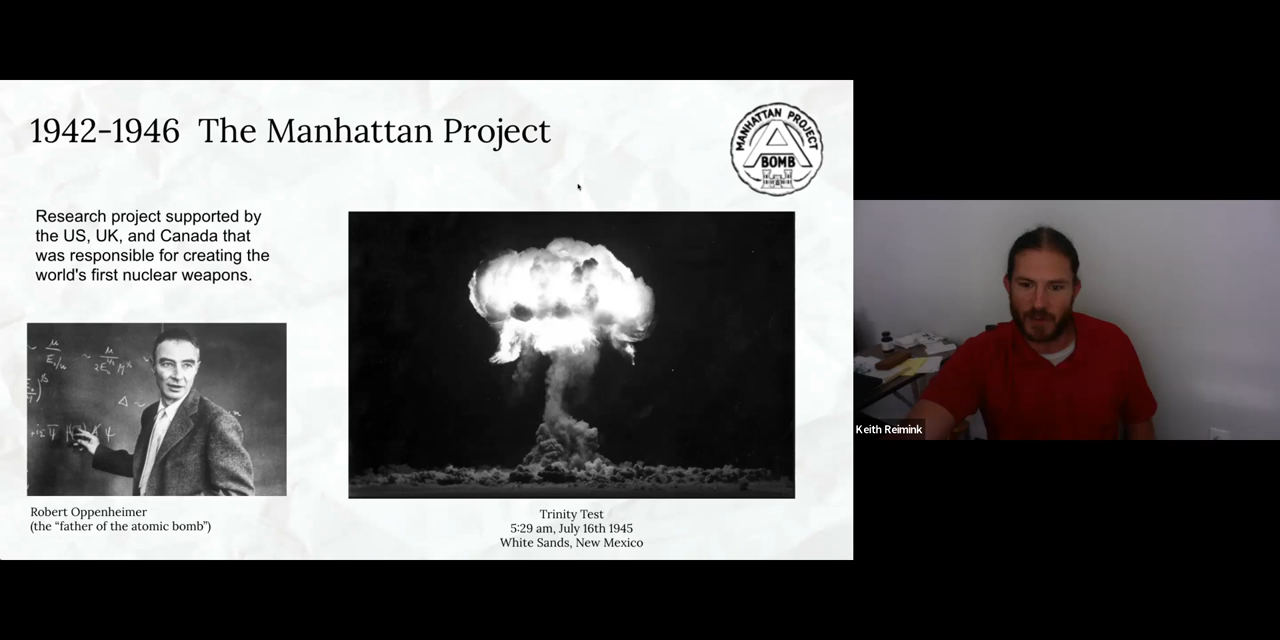 1942-1946 The Manhattan Project
MANHATTAN PROJECT
A
BOMB
Research project supported by
the US, UK, and Canada that
was responsible for creating the
world's first nuclear weapons.
Robert Oppenheimer
(the “father of the atomic bomb”)
Trinity Test
5:29 am, July 16th 1945
White Sands, New Mexico
Keith Reimink